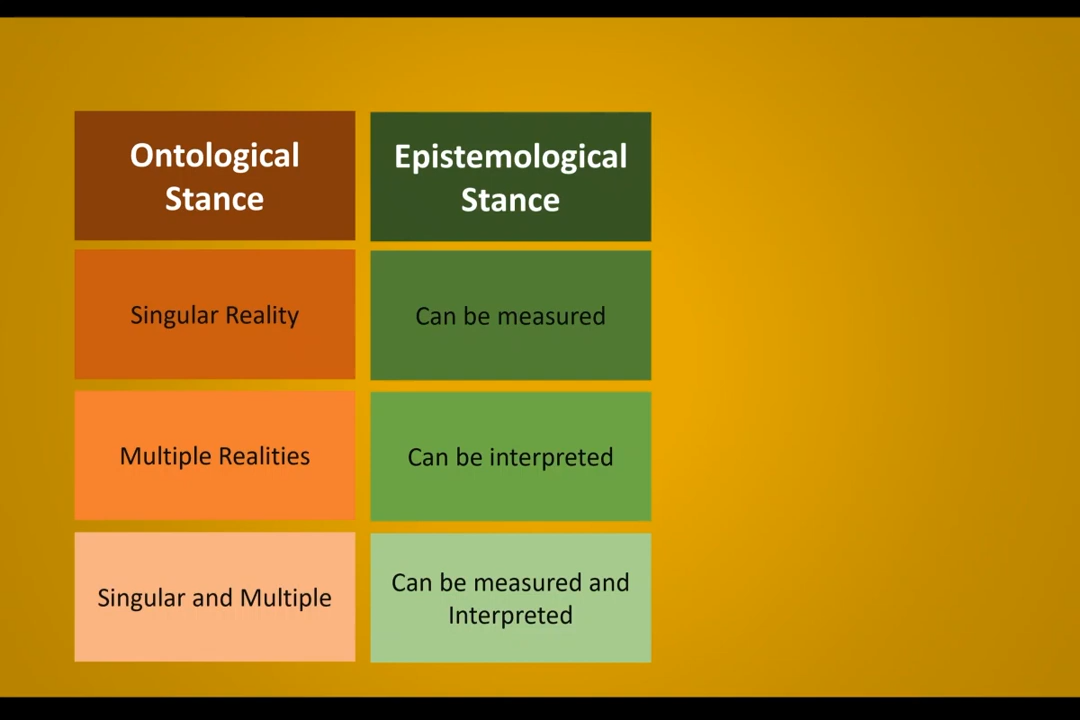 Ontological
Stance
Epistemological
Stance
Singular Reality
Can be measured
Multiple Realities
Can be interpreted
Singular and Multiple
Can be measured and
Interpreted